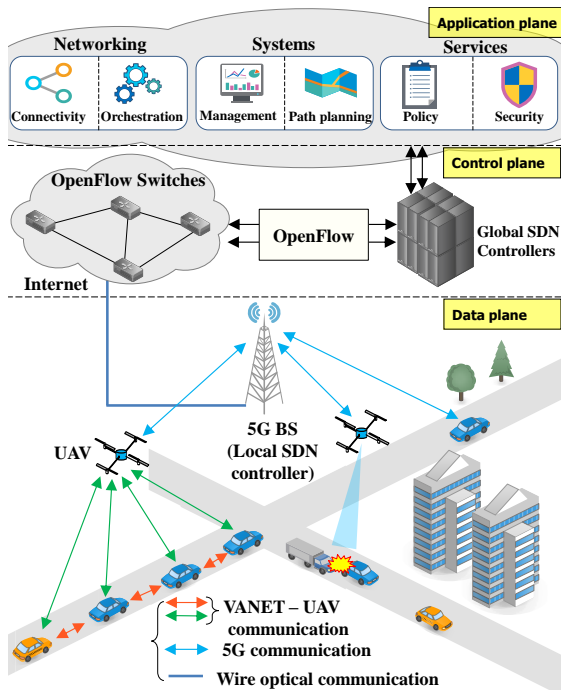 Application plane
Networking
Systems
Services
Connectivity
Orchestration
Management
Path planning
Policy
Security
Control plane
OpenFlow Switches
OpenFlow
Global SDN
Controllers
Internet
Data plane
5G BS
(Local SDN
controller)
UAV
VANET – UAV
communication
5G communication
Wire optical communication